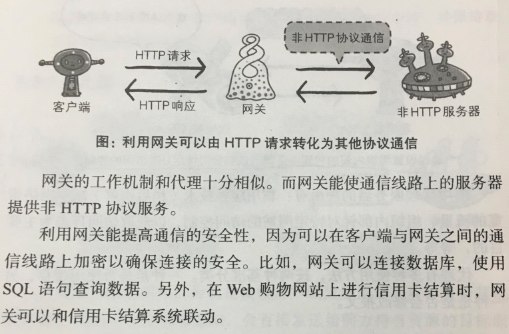 非HTTP协议通信
HTTP请求
HTTP响应
客户端
网关
非HTTP服务器
图：利用网关可以由 HTTP 请求转化为其他协议通信
网关的工作机制和代理十分相似。而网关能使通信线路上的服务器
提供非 HTTP 协议服务。
利用网关能提高通信的安全性，因为可以在客户端与网关之间的通
信线路上加密以确保连接的安全。比如，网关可以连接数据库，使用
SQL 语句查询数据。另外，在 Web 购物网站上进行信用卡结算时，网
关可以和信用卡结算系统联动。